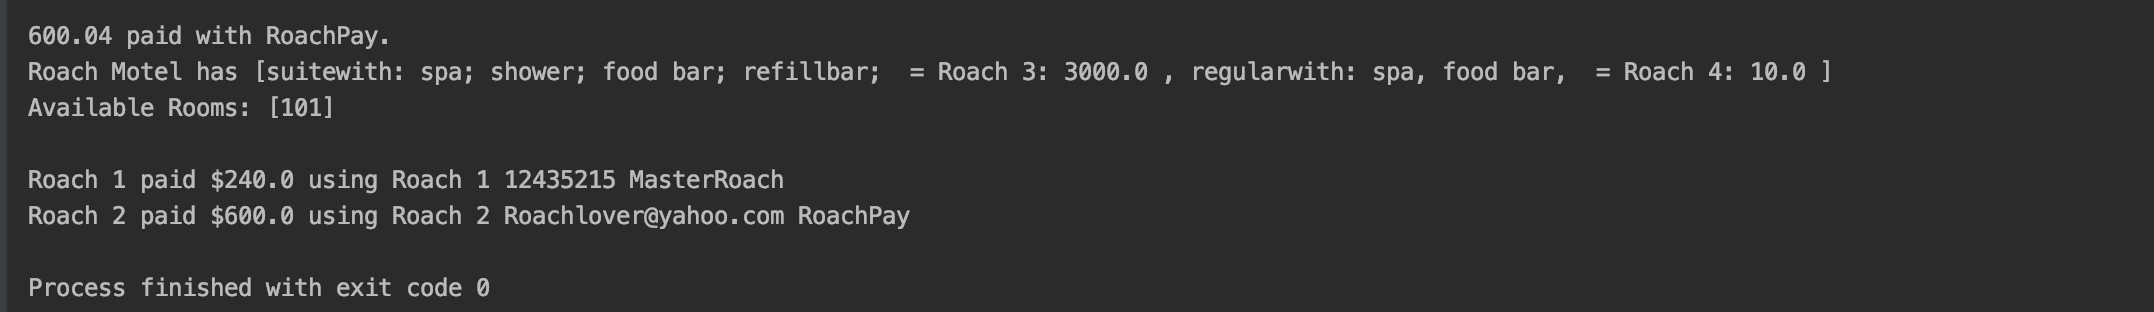 600.04 paid with RoachPay.
Roach Motel has [suitewith: spa; shower; food bar; refillbar;  = Roach 3: 3000.0 , regularwith: spa, food bar,  = Roach 4: 10.0 ]
Available Rooms: [101]
Roach 1 paid $240.0 using Roach 1 12435215 MasterRoach
Roach 2 paid $600.0 using Roach 2 Roachlover@yahoo.com RoachPay
Process finished with exit code 0